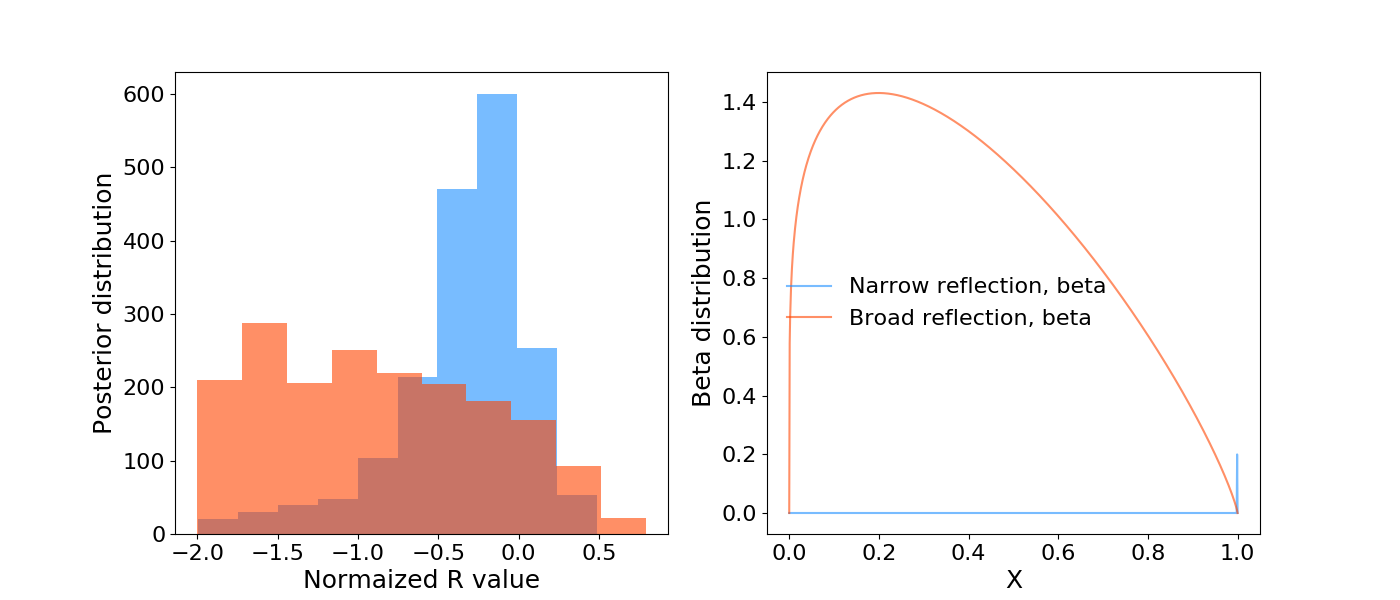 Posterior distribution
600
500
400
300
200
100
0
−2.0 −1.5 −1.0 −0.5 0.0 0.5
Normaized R value
Beta distribution
1.4
1.2
1.0
0.8
0.6
0.4
0.2
0.0
Narrow reflection, beta
Broad reflection, beta
0.0 0.2 0.4 0.6 0.8 1.0
X